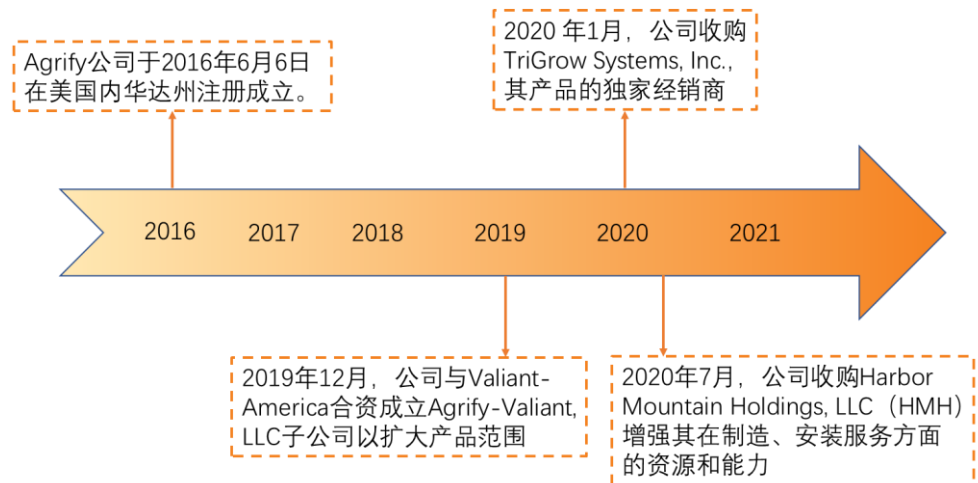 Agrify公司于2016年6月6日
在美国内华达州注册成立。
2020 年1月，公司收购
TriGrow Systems, Inc.,
其产品的独家经销商
2016
2017
2018
2019
2020
2021
2019年12月，公司与Valiant-
America合资成立Agrify-Valiant,
LLC子公司以扩大产品范围
2020年7月，公司收购Harbor
Mountain Holdings, LLC（HMH）
增强其在制造、安装服务方面
的资源和能力